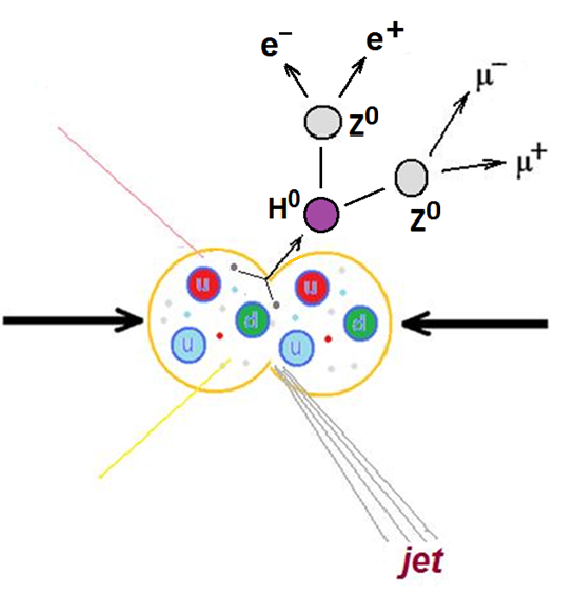 e⁻ e⁺
μ⁻
Z⁰
μ⁺
H⁰
Z⁰
u u
d d
u u
jet